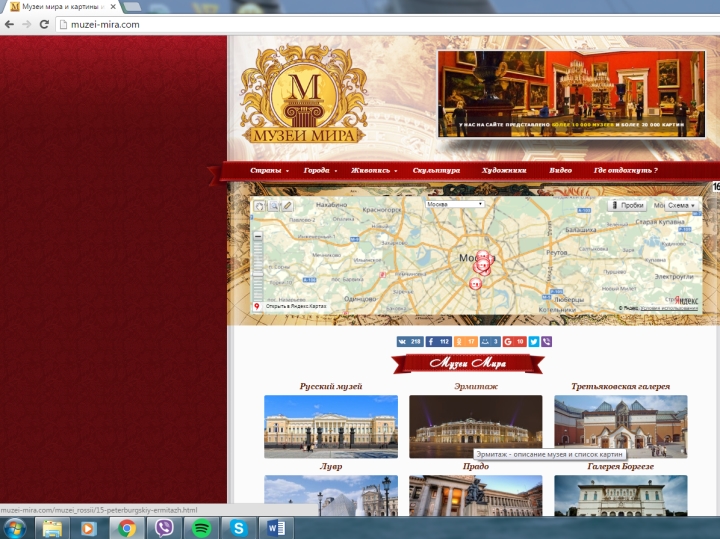 Музеи мира и картины и
muzei-mira.com
М
МУЗЕИ МИРА
У НАС НА САЙТЕ ПРЕДСТАВЛЕНО БОЛЕЕ 10 000 МУЗЕЕВ И БОЛЕЕ 20 000 КАРТИН
Страны Города Живопись Скульптура Художники Видео Где отдохнуть ?
16
Москва
Пробки
Схема
Нахабино
Красногорск
Химки
Балашиха
Старая Купавна
Реутов
Москва
Электроугли
Одинцово
Люберцы
Котельники
Открыть в Яндекс.Картах
© Яндекс Условия использования
Яндекс
218 112 17 3 10
Музеи Мира
Русский музей Эрмитаж Третьяковская галерея
Эрмитаж - описание музея и список картин
Лувр Прадо Галерея Боргезе
muzei-mira.com/muzei_rossii/15-peterburgskiy-ermitazh.html